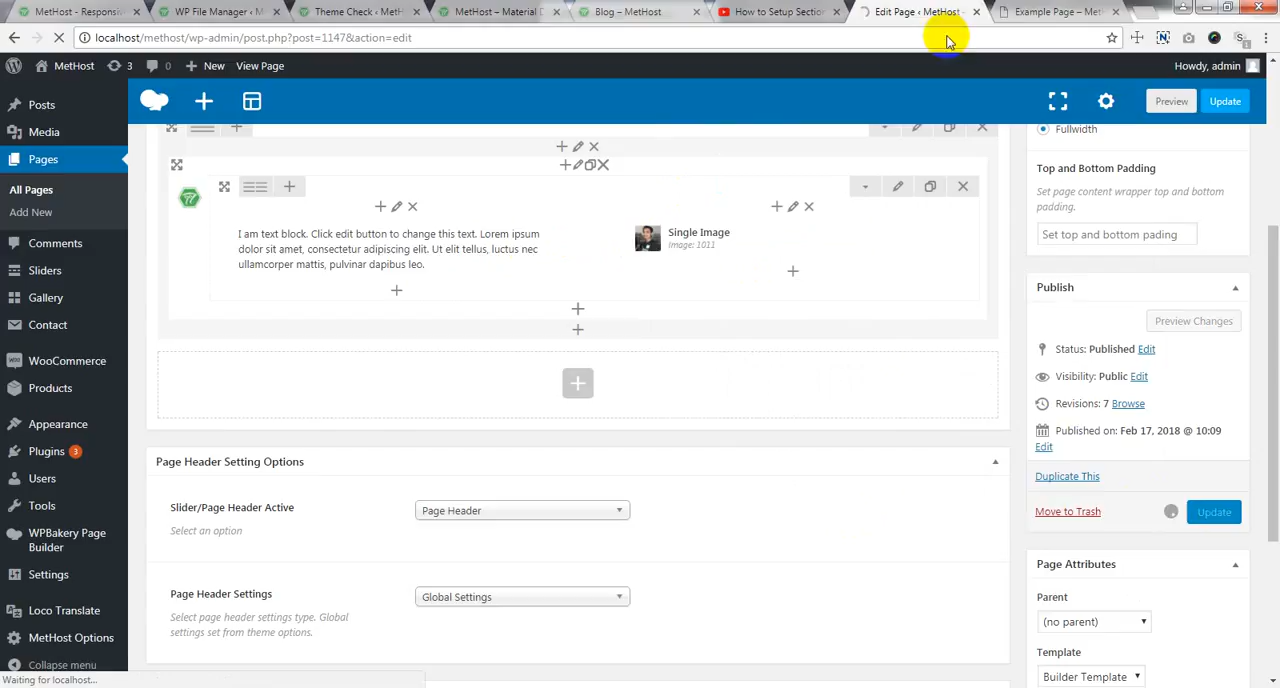 MetHost - Responsiv
WP File Manager ‹ M
Theme Check ‹ MetH
MetHost – Material D
Blog – MetHost
How to Setup Section
Edit Page ‹ MetHost
Example Page – Met
localhost/methost/wp-admin/post.php?post=1147&action=edit
MetHost
3
0
New
View Page
Howdy, admin
Posts
Media
Pages
All Pages
Add New
Comments
Sliders
Gallery
Contact
WooCommerce
Products
Appearance
Plugins 3
Users
Tools
WPBakery Page
Builder
Settings
Loco Translate
MetHost Options
Collapse menu
Waiting for localhost...
Preview
Update
I am text block. Click edit button to change this text. Lorem ipsum
dolor sit amet, consectetur adipiscing elit. Ut elit tellus, luctus nec
ullamcorper mattis, pulvinar dapibus leo.
Single Image
Image: 1011
Page Header Setting Options
Slider/Page Header Active
Page Header
Select an option
Page Header Settings
Global Settings
Select page header settings type. Global
settings set from theme options.
Fullwidth
Top and Bottom Padding
Set page content wrapper top and bottom
padding.
Set top and bottom pading
Publish
Preview Changes
Status: Published Edit
Visibility: Public Edit
Revisions: 7 Browse
Published on: Feb 17, 2018 @ 10:09
Edit
Duplicate This
Move to Trash
Update
Page Attributes
Parent
(no parent)
Template
Builder Template